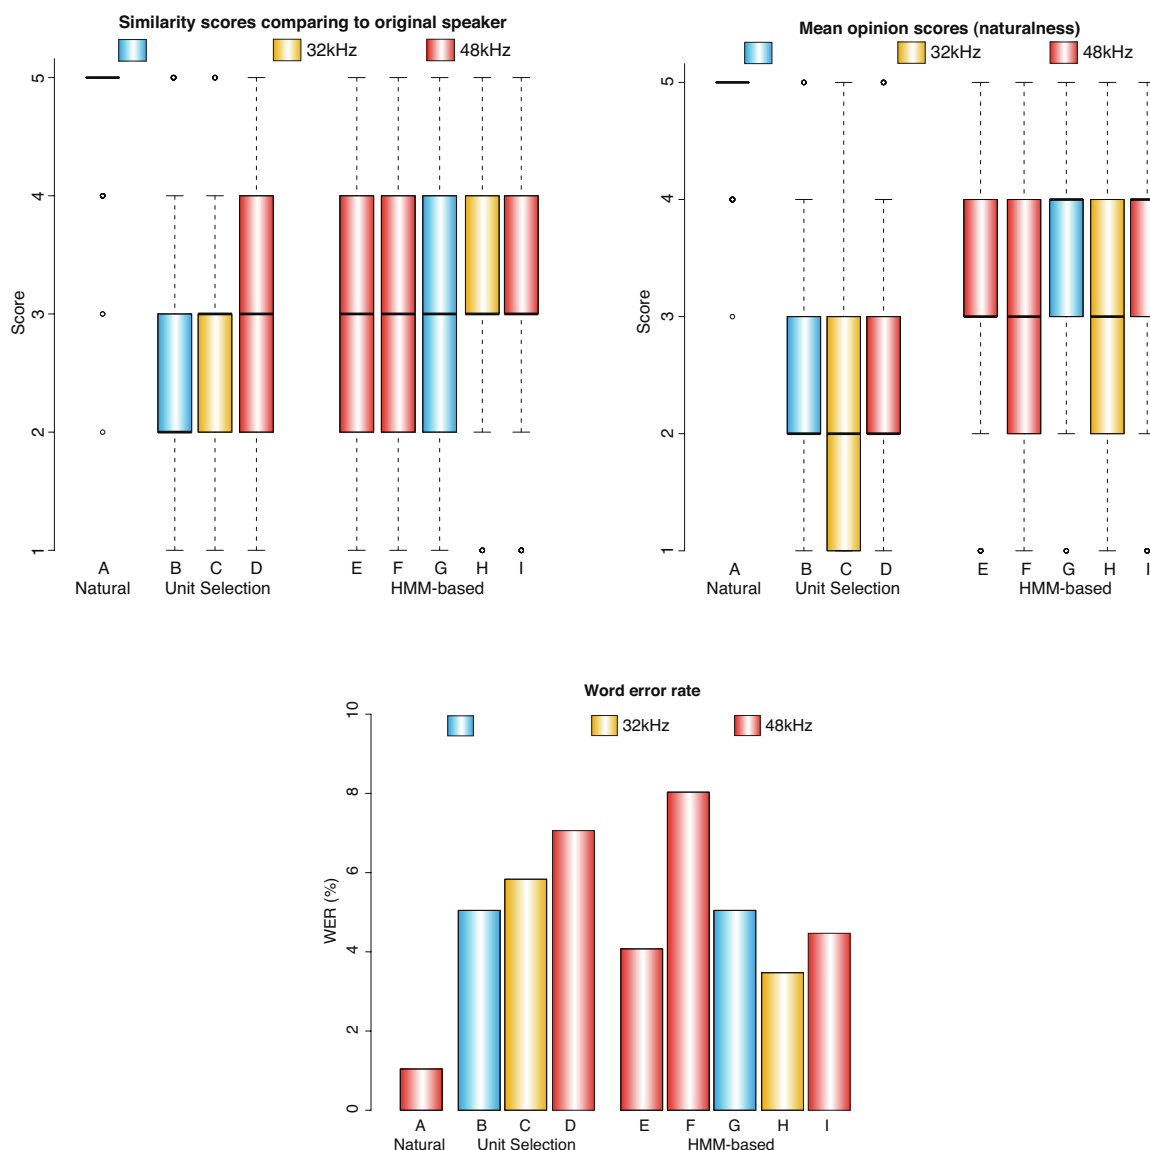 Similarity scores comparing to original speaker
32kHz 48kHz
Score
5
4
3
2
1
A B C D E F G H I
Natural Unit Selection HMM-based
Mean opinion scores (naturalness)
32kHz 48kHz
Score
5
4
3
2
1
A B C D E F G H I
Natural Unit Selection HMM-based
Word error rate
32kHz 48kHz
WER (%)
10
8
6
4
2
0
A B C D E F G H I
Natural Unit Selection HMM-based